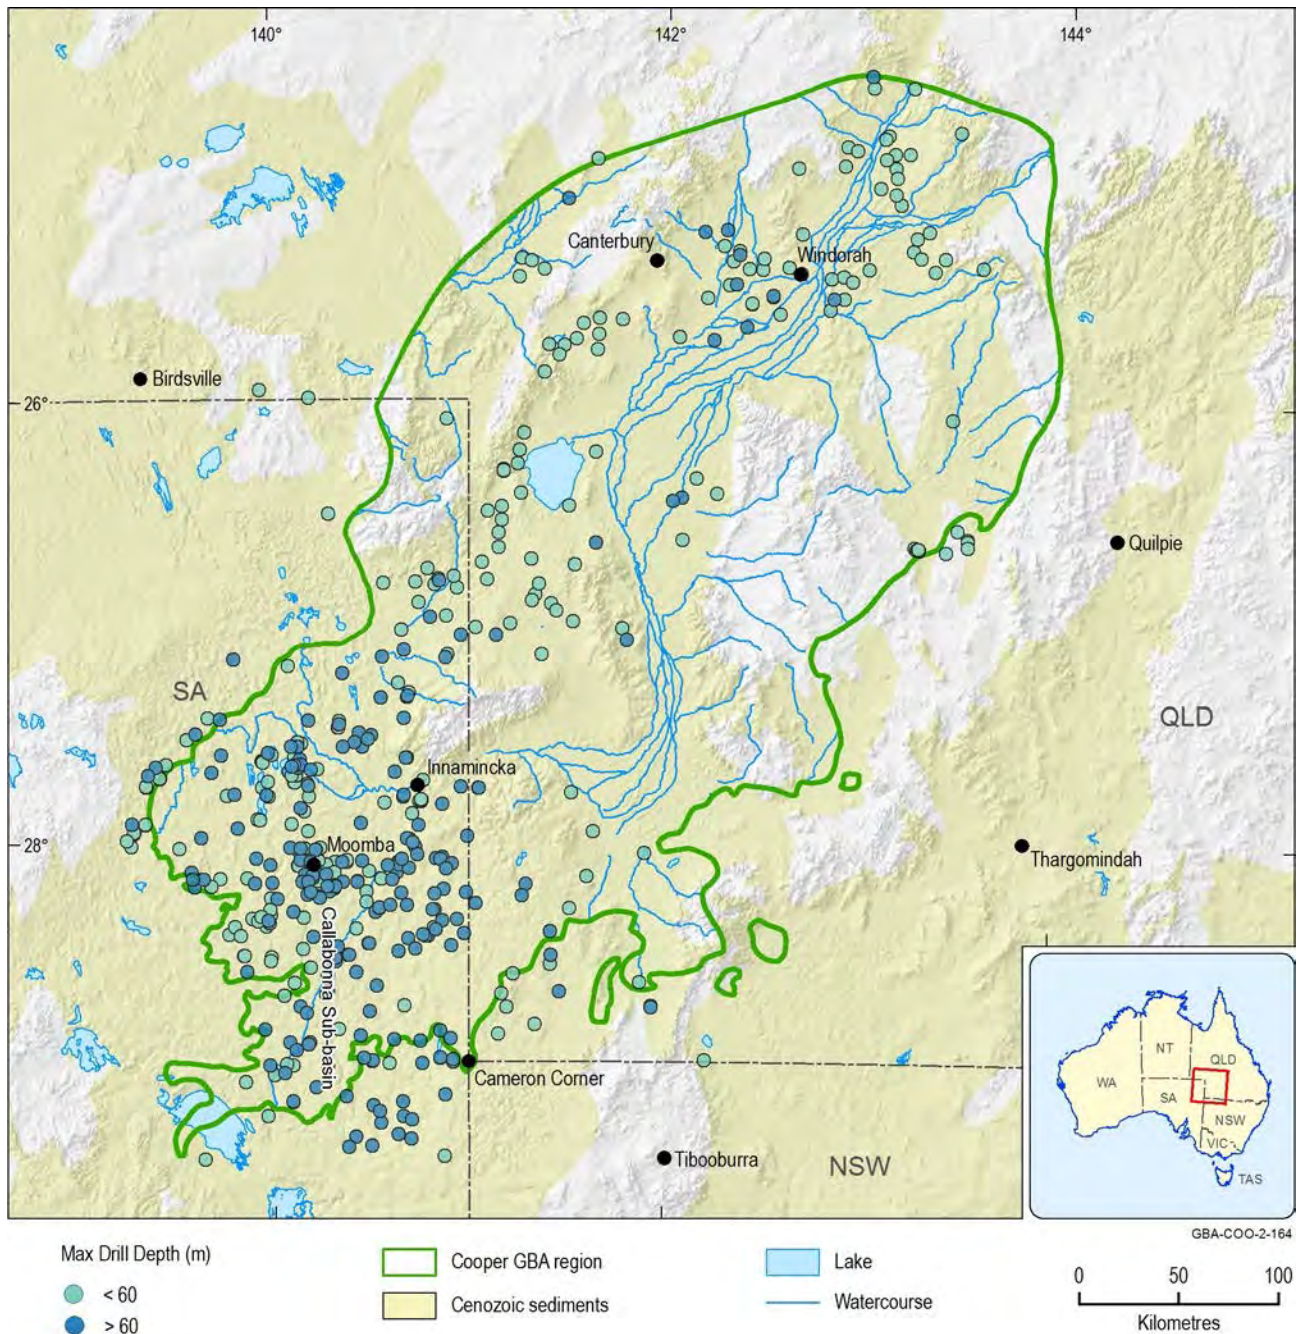 140°
142°
144°
Canterbury
Windorah
Birdsville
26°
Quilpie
SA
QLD
Innamincka
28°
Moomba
Thargomindah
Callabonna Sub-basin
Cameron Corner
Tibooburra
NSW
NT
QLD
WA
SA
NSW
VIC
TAS
GBA-COO-2-164
Max Drill Depth (m)
< 60
> 60
Cooper GBA region
Cenozoic sediments
Lake
Watercourse
0 50 100
Kilometres